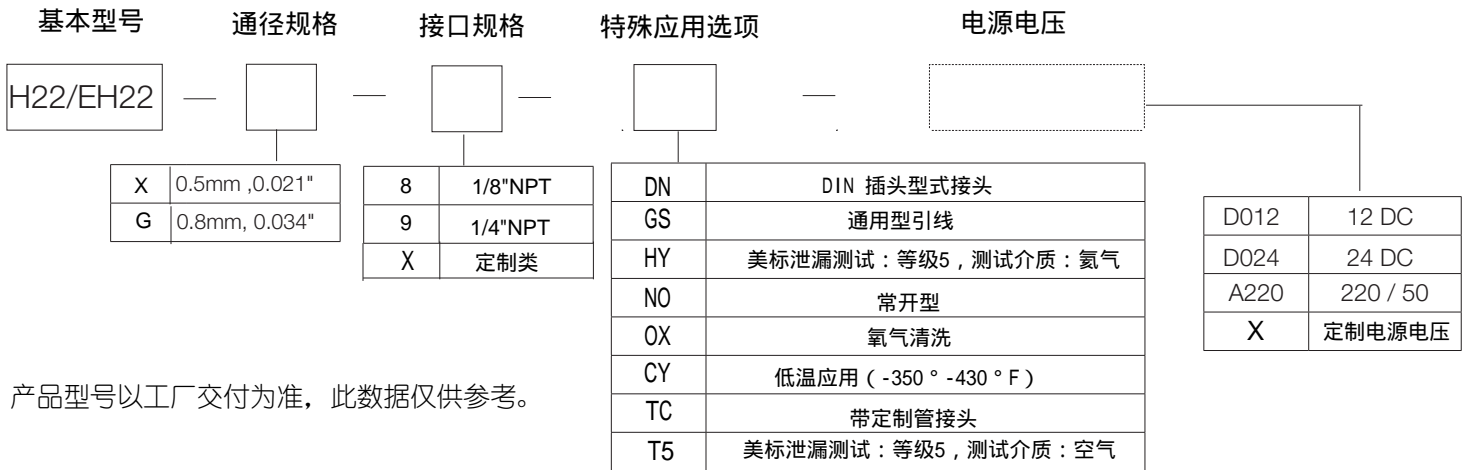 基本型号 通径规格 接口规格 特殊应用选项 电源电压
H22/EH22 — — — —
X 0.5mm ,0.021"
G 0.8mm, 0.034"
8 1/8"NPT
9 1/4"NPT
X 定制类
DN DIN 插头型式接头
GS 通用型引线
HY 美标泄漏测试：等级5，测试介质：氦气
NO 常开型
OX 氧气清洗
CY 低温应用（-350 ° -430 ° F）
TC 带定制管接头
T5 美标泄漏测试：等级5，测试介质：空气
D012 12 DC
D024 24 DC
A220 220 / 50
X 定制电源电压
产品型号以工厂交付为准，此数据仅供参考。